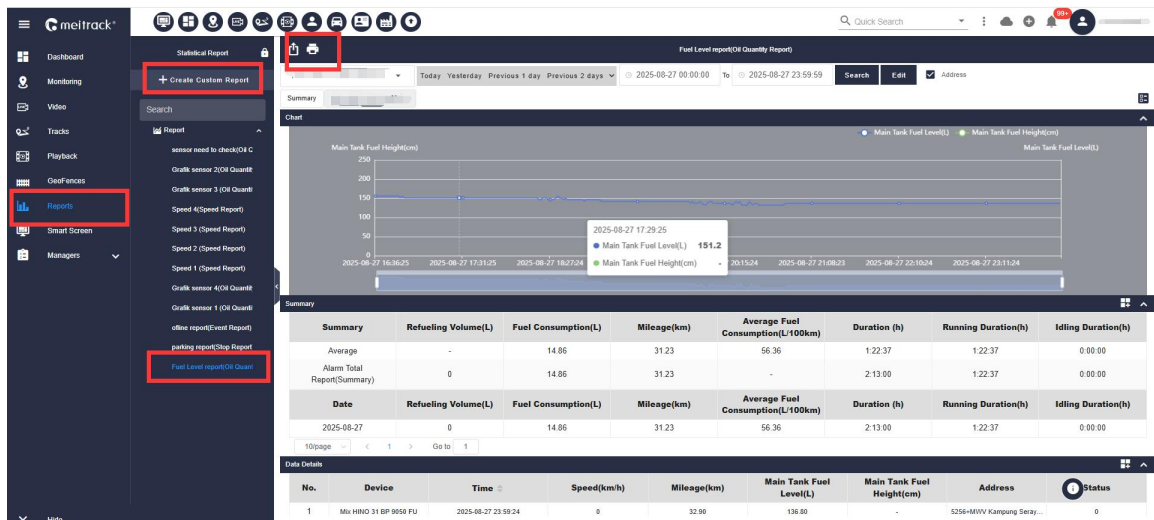 meitrack
Quick Search
99+
Dashboard
Monitoring
Video
Tracks
Playback
GeoFences
Reports
Smart Screen
Managers
Hide
Statistical Report
+ Create Custom Report
Search
Report
sensor need to check(Oil C
Grafik sensor 2(Oil Quantit
Grafik sensor 3 (Oil Quanti
Speed 4(Speed Report)
Speed 3 (Speed Report)
Speed 2 (Speed Report)
Speed 1 (Speed Report)
Grafik sensor 4(Oil Quantit
Grafik sensor 1 (Oil Quanti
ofline report(Event Report)
parking report(Stop Report
Fuel Level report(Oil Quant
Fuel Level report(Oil Quantity Report)
Today Yesterday Previous 1 day Previous 2 days
2025-08-27 00:00:00 To 2025-08-27 23:59:59 Search Edit Address
Summary
Chart
Main Tank Fuel Level(L) Main Tank Fuel Height(cm)
Main Tank Fuel Height(cm) Main Tank Fuel Level(L)
250
200
150
100
50
0
2025-08-27 17:29:25
Main Tank Fuel Level(L) 151.2
Main Tank Fuel Height(cm) -
2025-08-27 16:36:25 2025-08-27 17:31:25 2025-08-27 18:27:24 20:15:24 2025-08-27 21:08:23 2025-08-27 22:10:24 2025-08-27 23:11:24
Summary
Summary Refueling Volume(L) Fuel Consumption(L) Mileage(km) Average Fuel Consumption(L/100km) Duration (h) Running Duration(h) Idling Duration(h)
Average - 14.86 31.23 56.36 1:22:37 1:22:37 0:00:00
Alarm Total Report(Summary) 0 14.86 31.23 - 2:13:00 1:22:37 0:00:00
Date Refueling Volume(L) Fuel Consumption(L) Mileage(km) Average Fuel Consumption(L/100km) Duration (h) Running Duration(h) Idling Duration(h)
2025-08-27 0 14.86 31.23 56.36 2:13:00 1:22:37 0:00:00
10/page < 1 > Go to 1
Data Details
No. Device Time Speed(km/h) Mileage(km) Main Tank Fuel Level(L) Main Tank Fuel Height(cm) Address Status
1 Mix HINO 31 BP 9050 FU 2025-08-27 23:59:24 0 32.90 136.80 - 5256+MWV Kampung Seray... 0